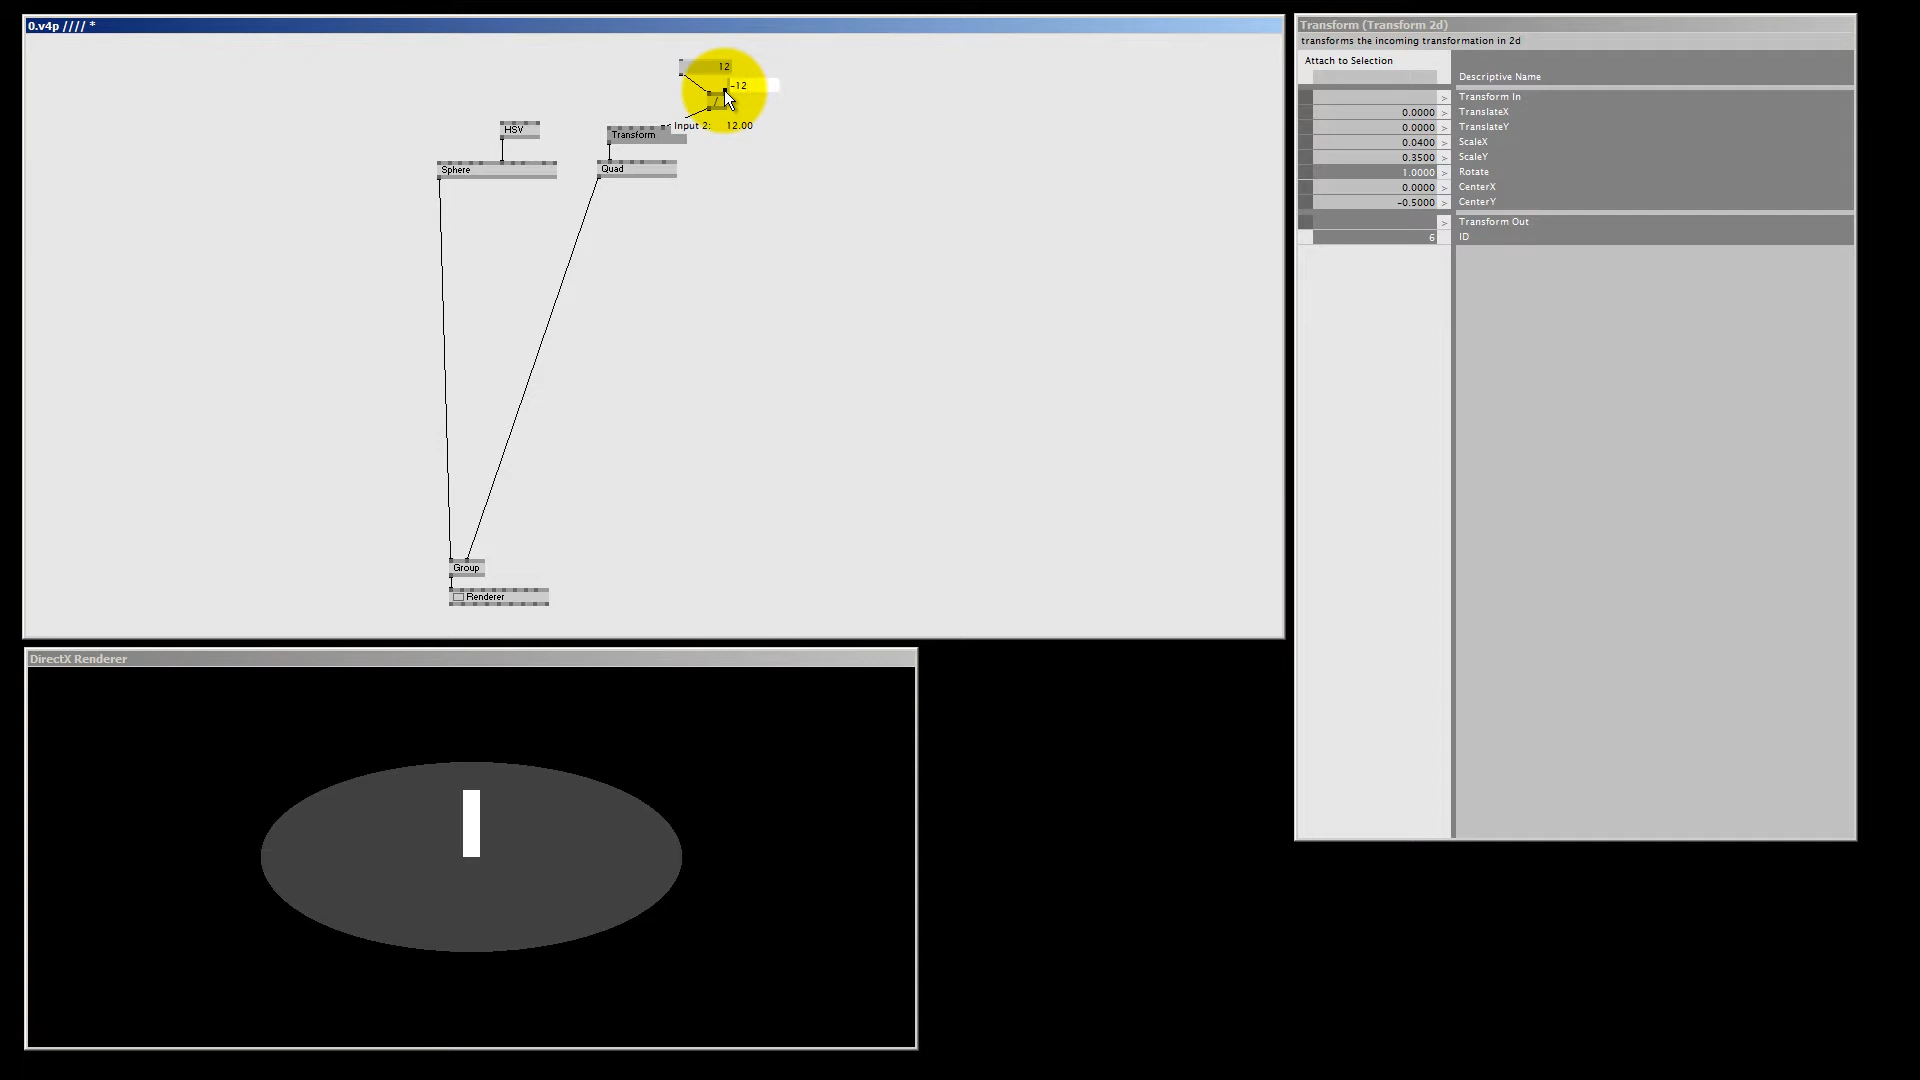 0.v4p //// *
12
-12
/
Input 2: 12.00
HSV
Transform
Sphere
Quad
Group
Renderer
DirectX Renderer
Transform (Transform 2d)
transforms the incoming transformation in 2d
Attach to Selection
Descriptive Name
> Transform In
0.0000 > TranslateX
0.0000 > TranslateY
0.0400 > ScaleX
0.3500 > ScaleY
1.0000 > Rotate
0.0000 > CenterX
-0.5000 > CenterY
> Transform Out
6 ID